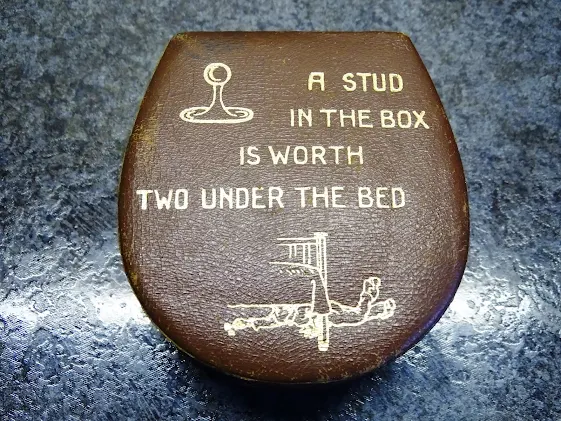 A STUD
IN THE BOX
IS WORTH
TWO UNDER THE BED